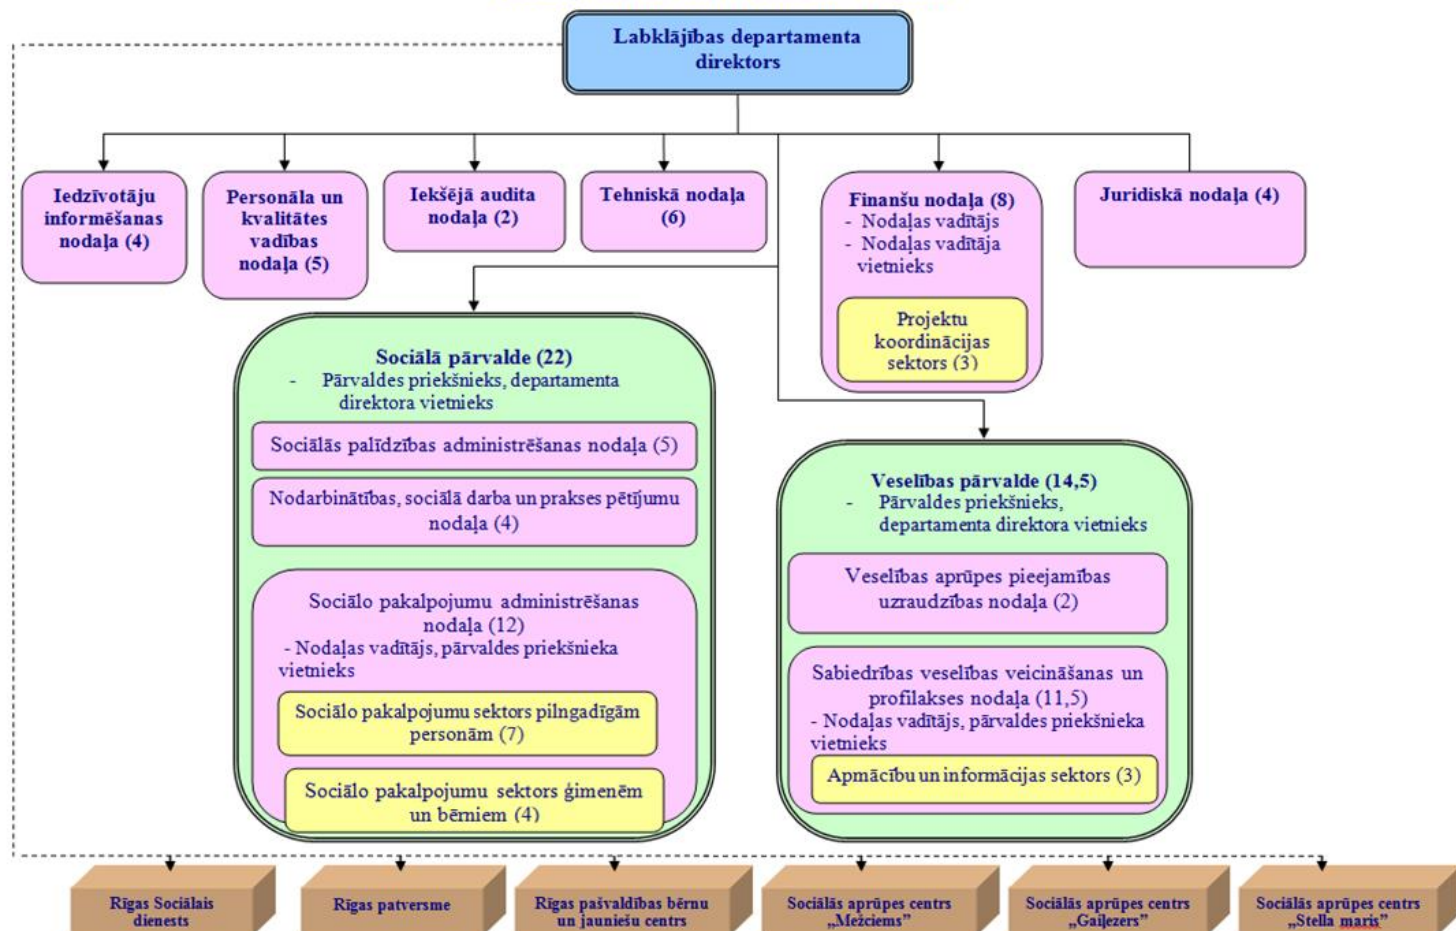 Labklājības departamenta
direktors
Iedzīvotāju
informēšanas
nodaļa (4)
Personāla un
kvalitātes
vadības
nodaļa (5)
Iekšējā audita
nodaļa (2)
Tehniskā nodaļa
(6)
Finanšu nodaļa (8)
- Nodaļas vadītājs
- Nodaļas vadītāja
vietnieks
Projektu
koordinācijas
sektors (3)
Juridiskā nodaļa (4)
Sociālā pārvalde (22)
- Pārvaldes priekšnieks, departamenta
direktora vietnieks
Sociālās palīdzības administrēšanas nodaļa (5)
Nodarbinātības, sociālā darba un prakses pētījumu
nodaļa (4)
Sociālo pakalpojumu administrēšanas
nodaļa (12)
- Nodaļas vadītājs, pārvaldes priekšnieka
vietnieks
Sociālo pakalpojumu sektors pilngadīgām
personām (7)
Sociālo pakalpojumu sektors ģimenēm
un bērniem (4)
Veselības pārvalde (14,5)
- Pārvaldes priekšnieks,
departamenta direktora vietnieks
Veselības aprūpes pieejamības
uzraudzības nodaļa (2)
Sabiedrības veselības veicināšanas un
profilakses nodaļa (11,5)
- Nodaļas vadītājs, pārvaldes priekšnieka
vietnieks
Apmācību un informācijas sektors (3)
Rīgas Sociālais
dienests
Rīgas patversme
Rīgas pašvaldības bērnu
un jauniešu centrs
Sociālās aprūpes centrs
„Mežciems”
Sociālās aprūpes centrs
„Gaiļezers”
Sociālās aprūpes centrs
„Stella maris”